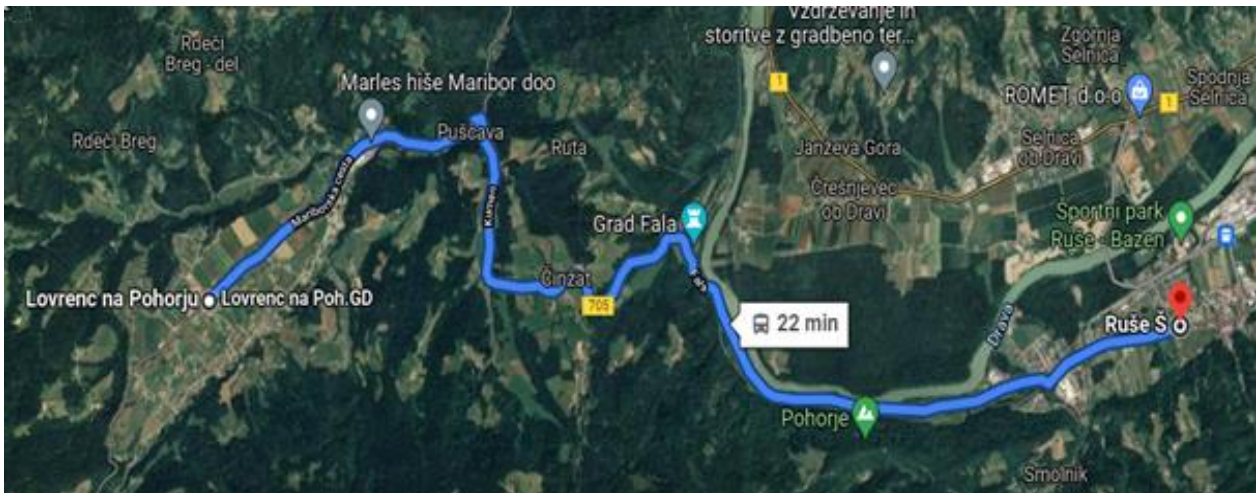 Vzdrževanje in
storitve z gradbeno ter...
Zgornja
Selnica
Rdeči
Breg - del
Marles hiše Maribor doo
1
ROMET d.o.o
1
Spodnja
Selnica
Rdeči Breg
Puščava
Ruta
Janževa Gora
Selnica
ob Dravi
Mariborska cesta
Črešnjevec
ob Dravi
Grad Fala
Športni park
Ruše - Bazen
Činžat
Lovrenc na Pohorju
Lovrenc na Poh.GD
705
22 min
Drava
Ruše Š
Pohorje
Smolnik